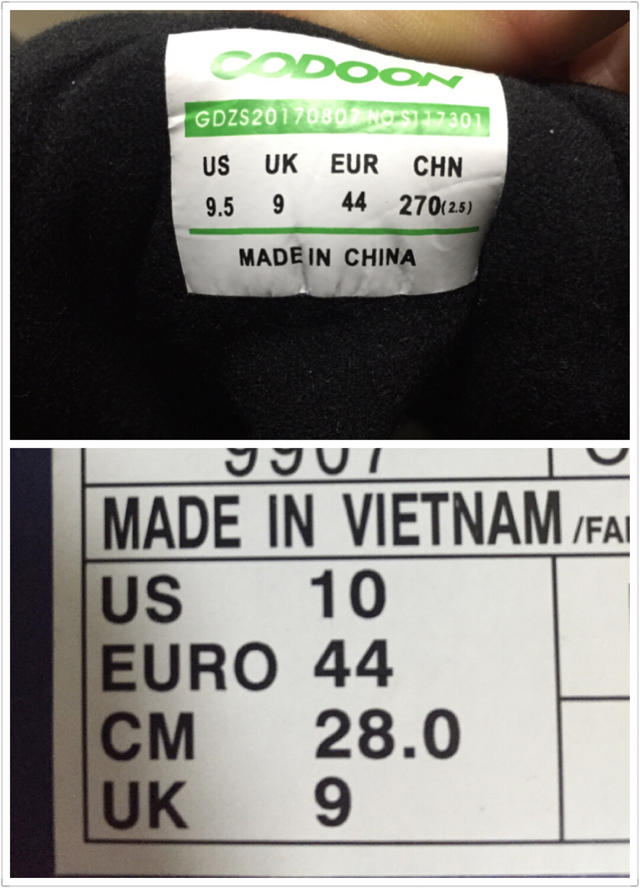 CODOON
GDZS20170807 NO.S117301
US UK EUR CHN
9.5 9 44 270(2.5)
MADE IN CHINA
9907
MADE IN VIETNAM
US 10
EURO 44
CM 28.0
UK 9